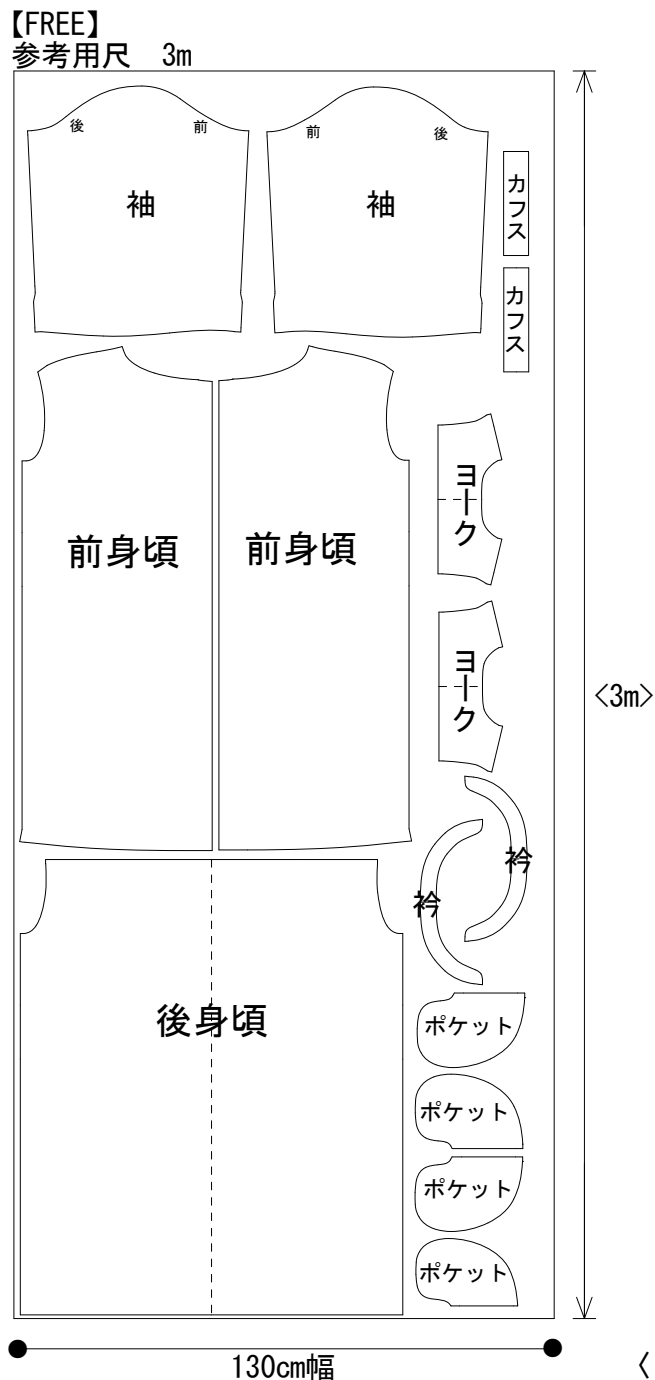 【FREE】
参考用尺 3m
後
前
前
後
袖
袖
カフス
カフス
ヨーク
前身頃
前身頃
ヨーク
<3m>
衿
衿
後身頃
ポケット
ポケット
ポケット
ポケット
130cm幅
<